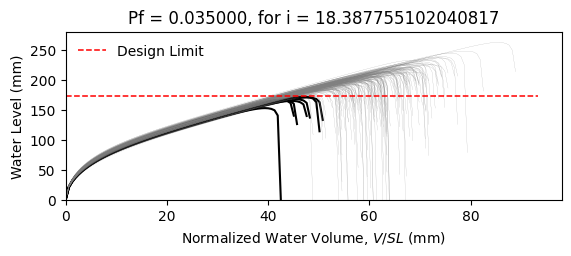 Pf = 0.035000, for i = 18.387755102040817
Design Limit
Water Level (mm)
250
200
150
100
50
0
0 20 40 60 80
Normalized Water Volume, V/SL (mm)